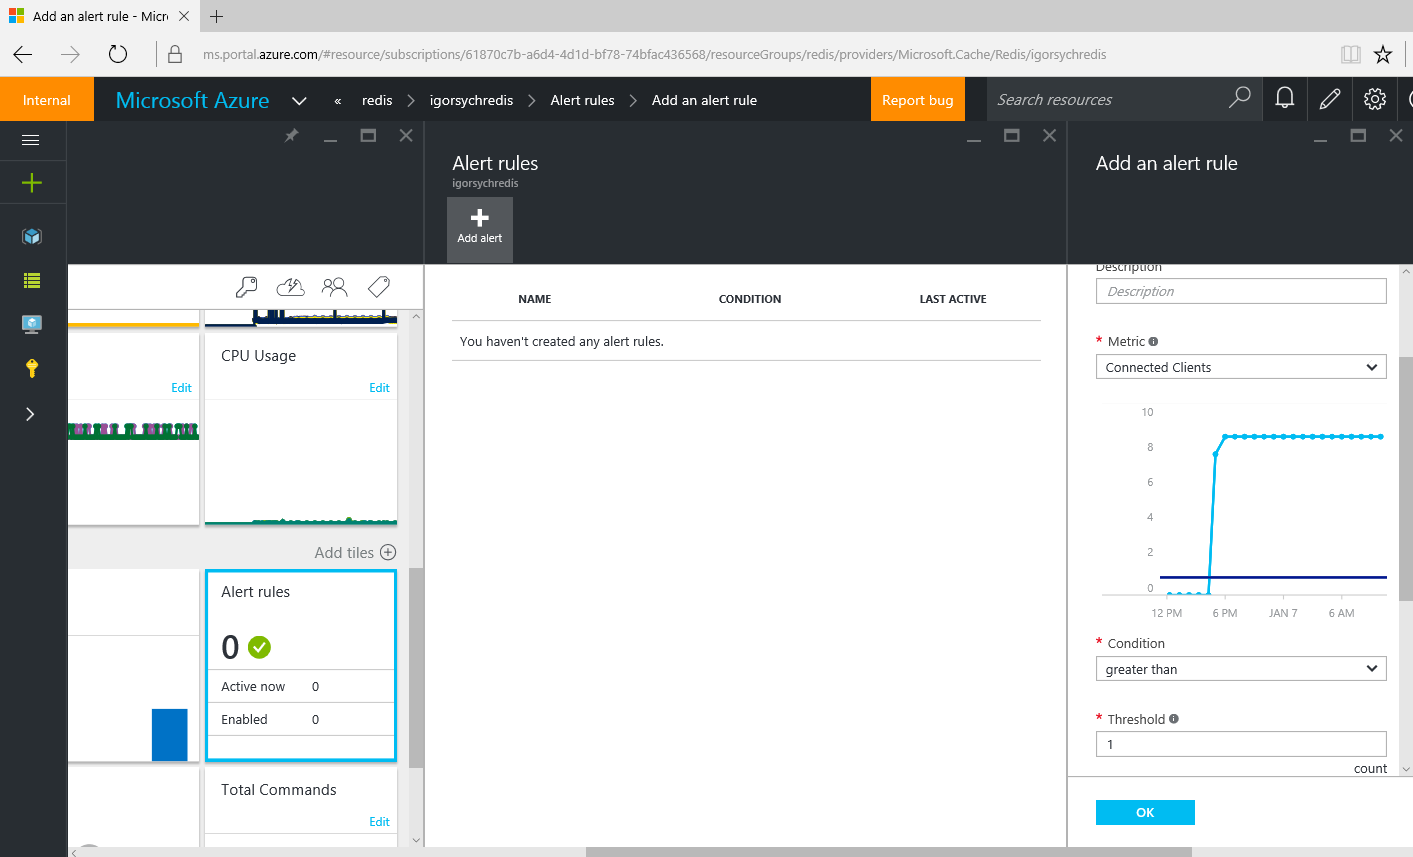 Add an alert rule - Micr
ms.portal.azure.com/#resource/subscriptions/61870c7b-a6d4-4d1d-bf78-74bfac436568/resourceGroups/redis/providers/Microsoft.Cache/Redis/igorsychredis
Internal
Microsoft Azure
« redis > igorsychredis > Alert rules > Add an alert rule
Report bug
Search resources
CPU Usage
Edit
Edit
Add tiles
Alert rules
0
Active now 0
Enabled 0
Total Commands
Edit
Alert rules
igorsychredis
Add alert
NAME CONDITION LAST ACTIVE
You haven't created any alert rules.
Add an alert rule
Description
Description
* Metric
Connected Clients
10
8
6
4
2
0
12 PM 6 PM JAN 7 6 AM
* Condition
greater than
* Threshold
1
count
OK